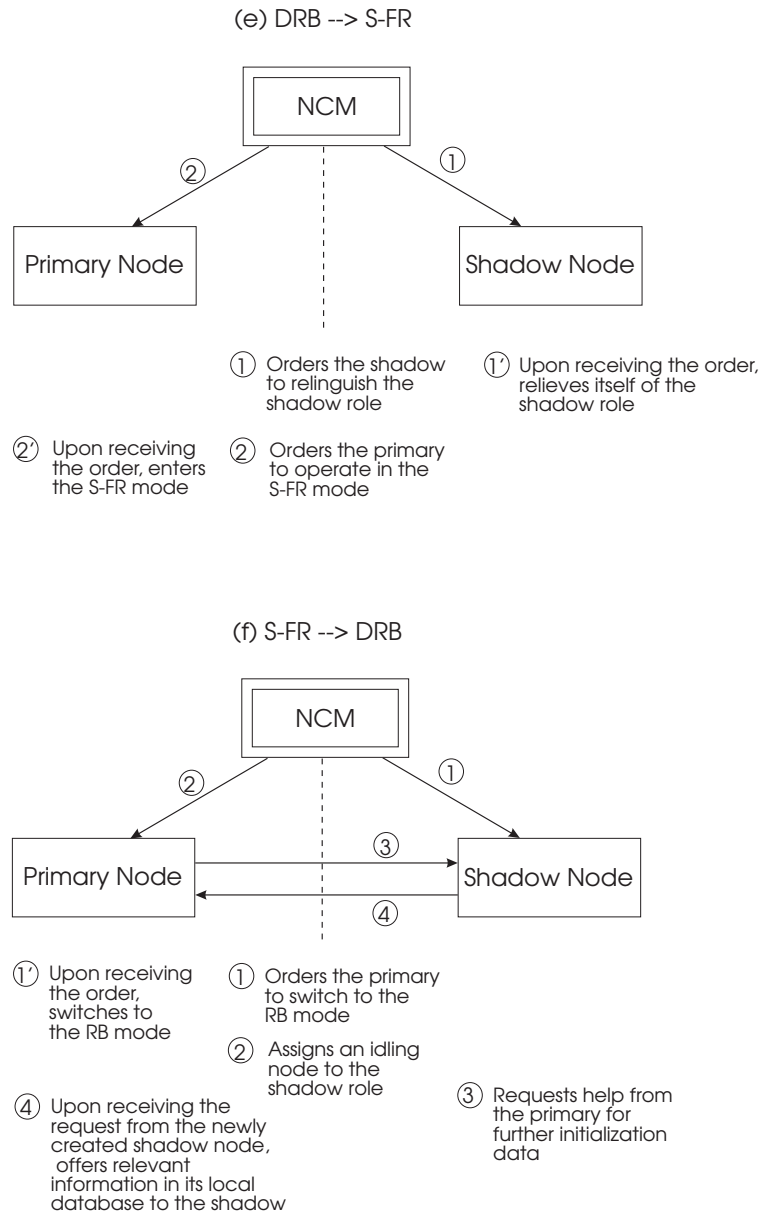 (e) DRB --> S-FR
NCM
2
1
Primary Node
Shadow Node
1 Orders the shadow
to relinguish the
shadow role
1' Upon receiving the order,
relieves itself of the
shadow role
2' Upon receiving
the order, enters
the S-FR mode
2 Orders the primary
to operate in the
S-FR mode
(f) S-FR --> DRB
NCM
2
1
3
Primary Node
Shadow Node
4
1' Upon receiving
the order,
switches to
the RB mode
1 Orders the primary
to switch to the
RB mode
2 Assigns an idling
node to the
shadow role
3 Requests help from
the primary for
further initialization
data
4 Upon receiving the
request from the newly
created shadow node,
offers relevant
information in its local
database to the shadow